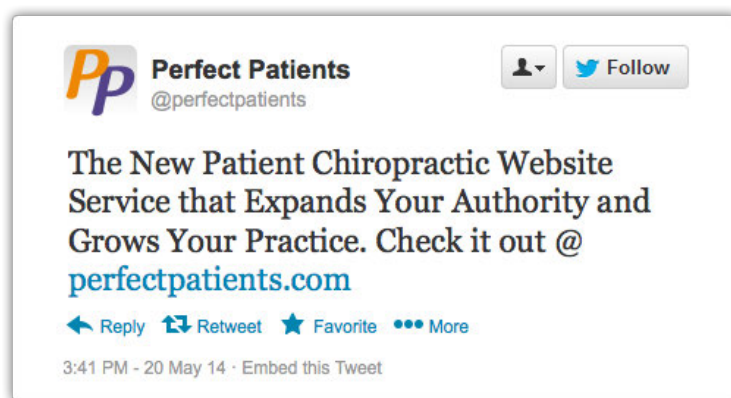 PP
Perfect Patients
@perfectpatients
Follow
The New Patient Chiropractic Website
Service that Expands Your Authority and
Grows Your Practice. Check it out @
perfectpatients.com
Reply Retweet Favorite More
3:41 PM - 20 May 14 · Embed this Tweet